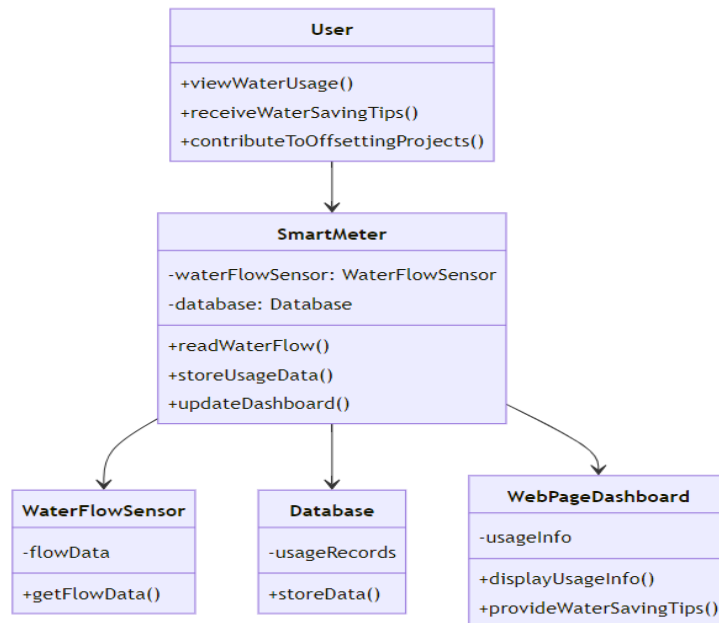 User
+viewWaterUsage()
+receiveWaterSavingTips()
+contributeToOffsettingProjects()
SmartMeter
-waterFlowSensor: WaterFlowSensor
-database: Database
+readWaterFlow()
+storeUsageData()
+updateDashboard()
WaterFlowSensor
-flowData
+getFlowData()
Database
-usageRecords
+storeData()
WebPageDashboard
-usageInfo
+displayUsageInfo()
+provideWaterSavingTips()